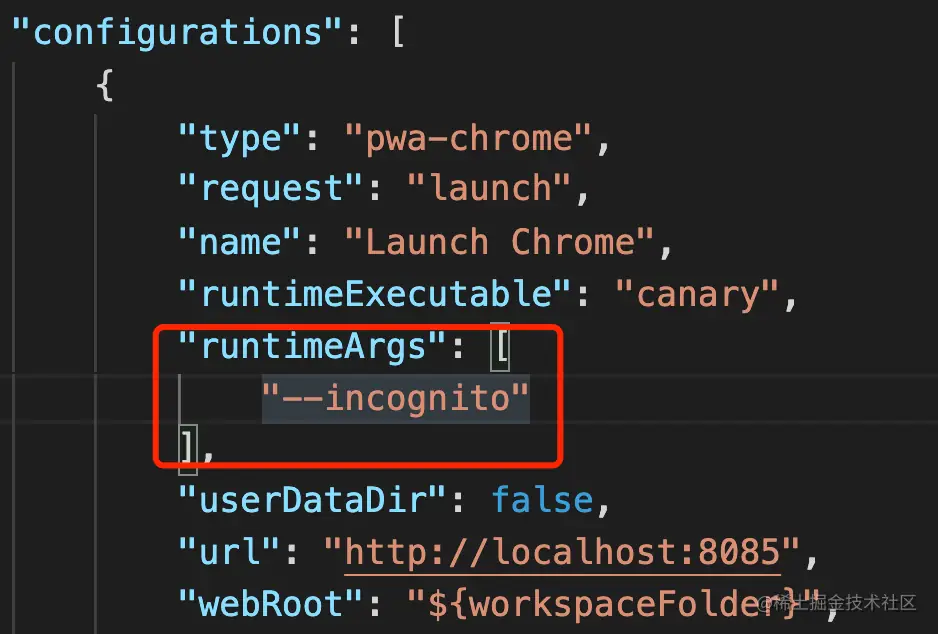 "configurations": [
{
"type": "pwa-chrome",
"request": "launch",
"name": "Launch Chrome",
"runtimeExecutable": "canary",
"runtimeArgs": [
"--incognito"
],
"userDataDir": false,
"url": "http://localhost:8085",
"webRoot": "${workspaceFolder}",
@稀土掘金技术社区